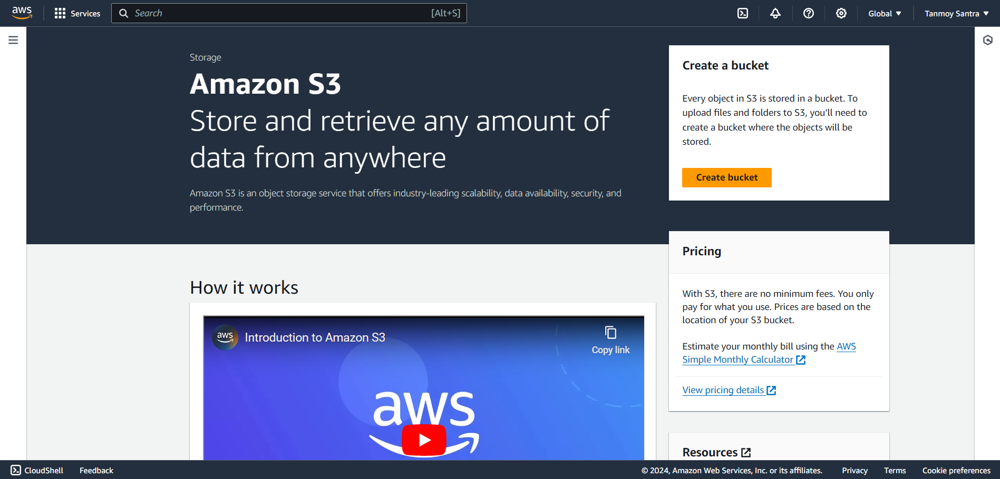 aws
Services
Search
[Alt+S]
Global
Tanmoy Santra
Storage
Amazon S3
Store and retrieve any amount of
data from anywhere
Amazon S3 is an object storage service that offers industry-leading scalability, data availability, security, and
performance.
Create a bucket
Every object in S3 is stored in a bucket. To
upload files and folders to S3, you’ll need to
create a bucket where the objects will be
stored.
Create bucket
How it works
aws
Introduction to Amazon S3
Copy link
aws
Pricing
With S3, there are no minimum fees. You only
pay for what you use. Prices are based on the
location of your S3 bucket.
Estimate your monthly bill using the AWS
Simple Monthly Calculator
View pricing details
Resources
CloudShell
Feedback
© 2024, Amazon Web Services, Inc. or its affiliates.
Privacy
Terms
Cookie preferences